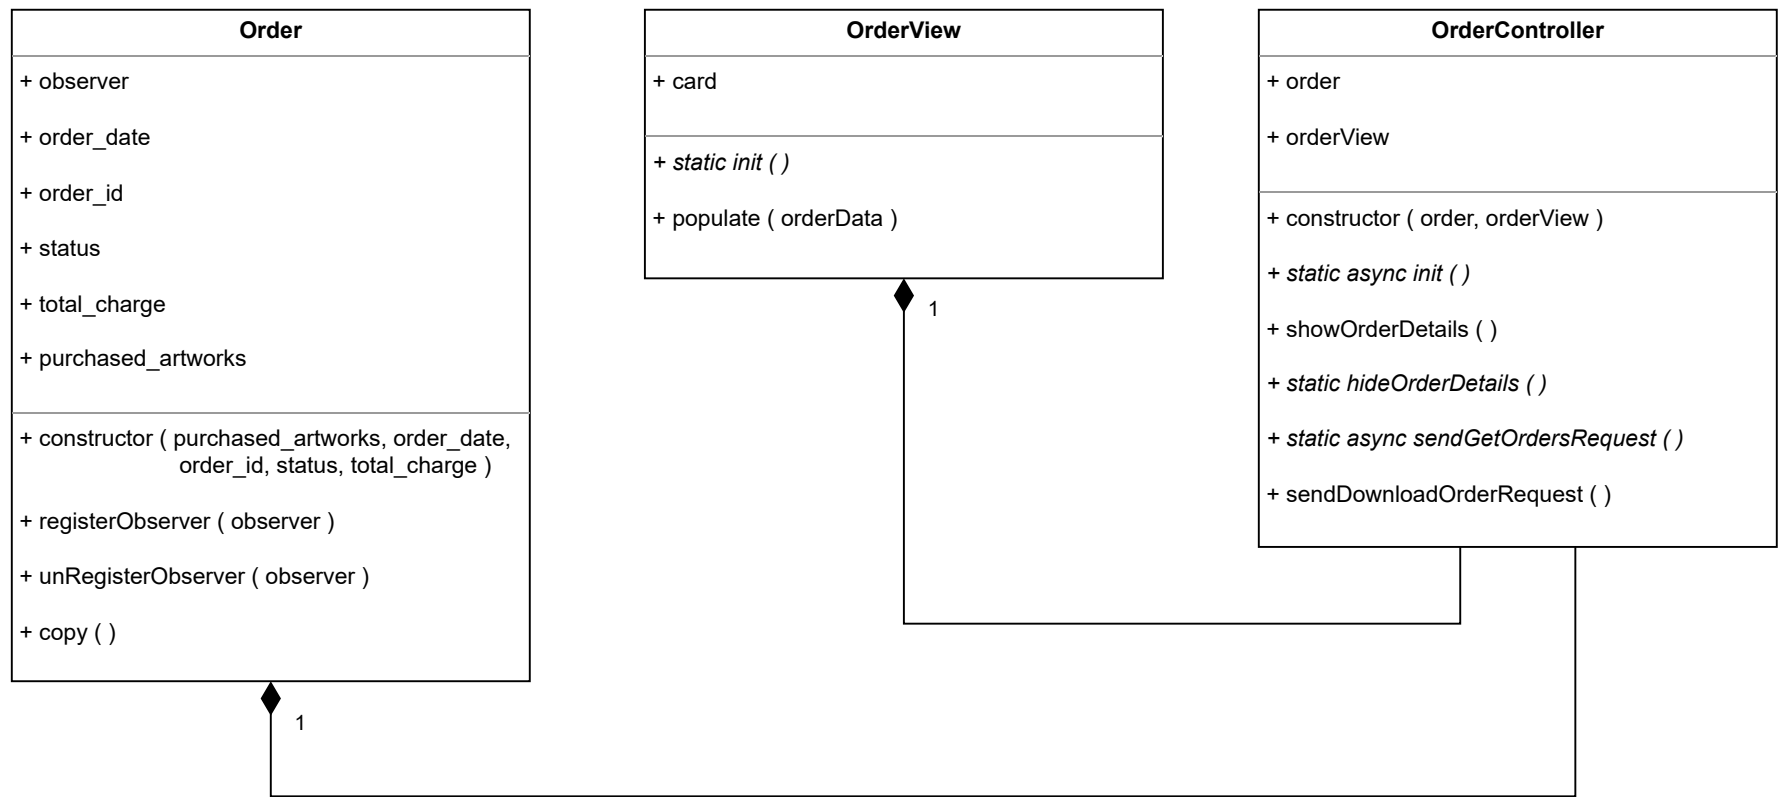 Order
+ observer
+ order_date
+ order_id
+ status
+ total_charge
+ purchased_artworks
+ constructor ( purchased_artworks, order_date,
order_id, status, total_charge )
+ registerObserver ( observer )
+ unRegisterObserver ( observer )
+ copy ( )
1
OrderView
+ card
+ static init ( )
+ populate ( orderData )
1
OrderController
+ order
+ orderView
+ constructor ( order, orderView )
+ static async init ( )
+ showOrderDetails ( )
+ static hideOrderDetails ( )
+ static async sendGetOrdersRequest ( )
+ sendDownloadOrderRequest ( )